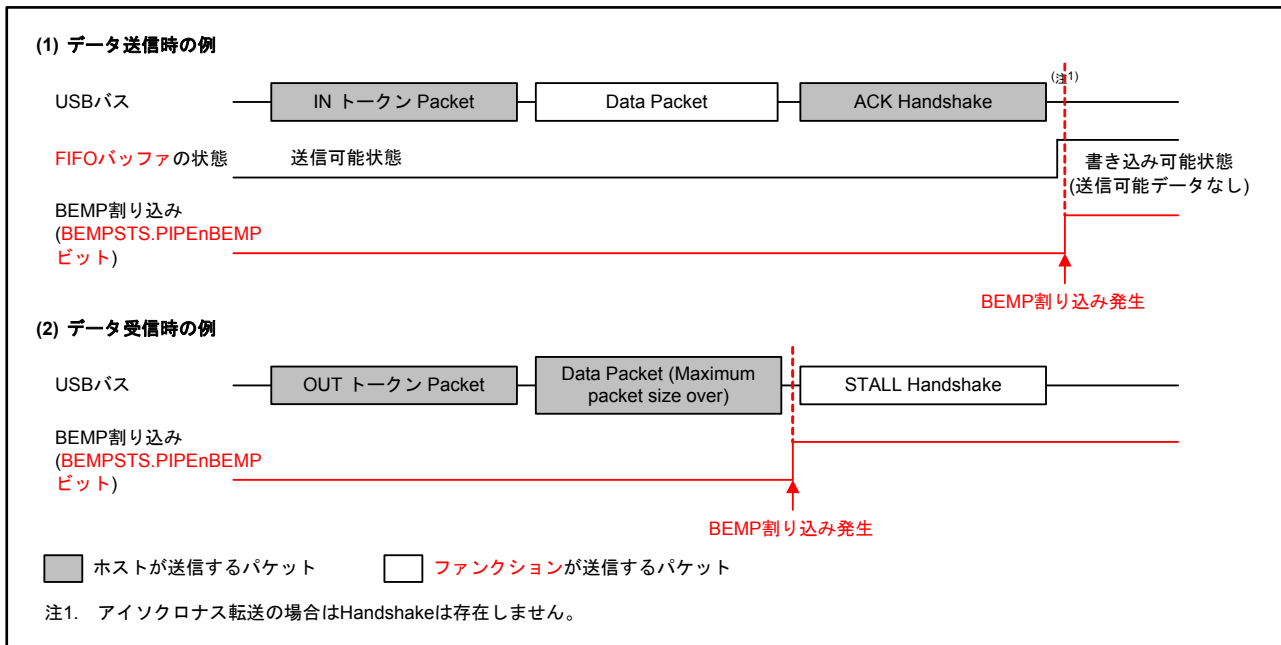 (1) データ送信時の例
(注1)
USBバス
IN トークン Packet
Data Packet
ACK Handshake
FIFOバッファの状態
送信可能状態
書き込み可能状態
(送信可能データなし)
BEMP割り込み
(BEMPSTS.PIPEnBEMP
ビット)
BEMP割り込み発生
(2) データ受信時の例
USBバス
OUT トークン Packet
Data Packet (Maximum
packet size over)
STALL Handshake
BEMP割り込み
(BEMPSTS.PIPEnBEMP
ビット)
BEMP割り込み発生
ホストが送信するパケット
ファンクションが送信するパケット
注1. アイソクロナス転送の場合はHandshakeは存在しません。